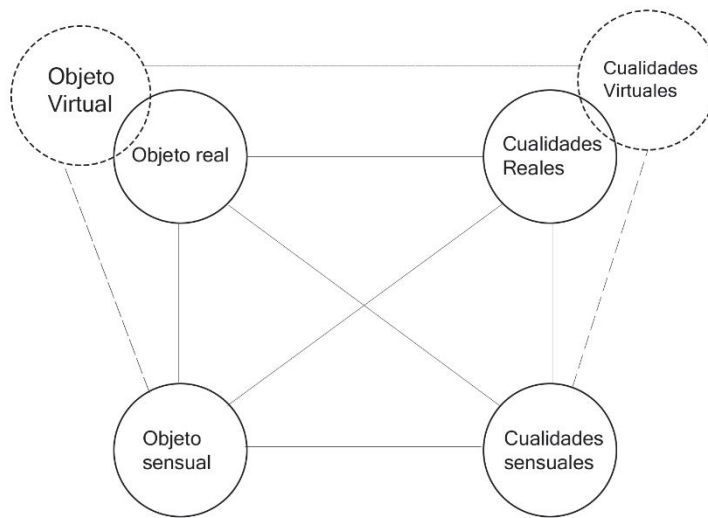 Objeto
Virtual
Cualidades
Virtuales
Objeto real
Cualidades
Reales
Objeto
sensual
Cualidades
sensuales